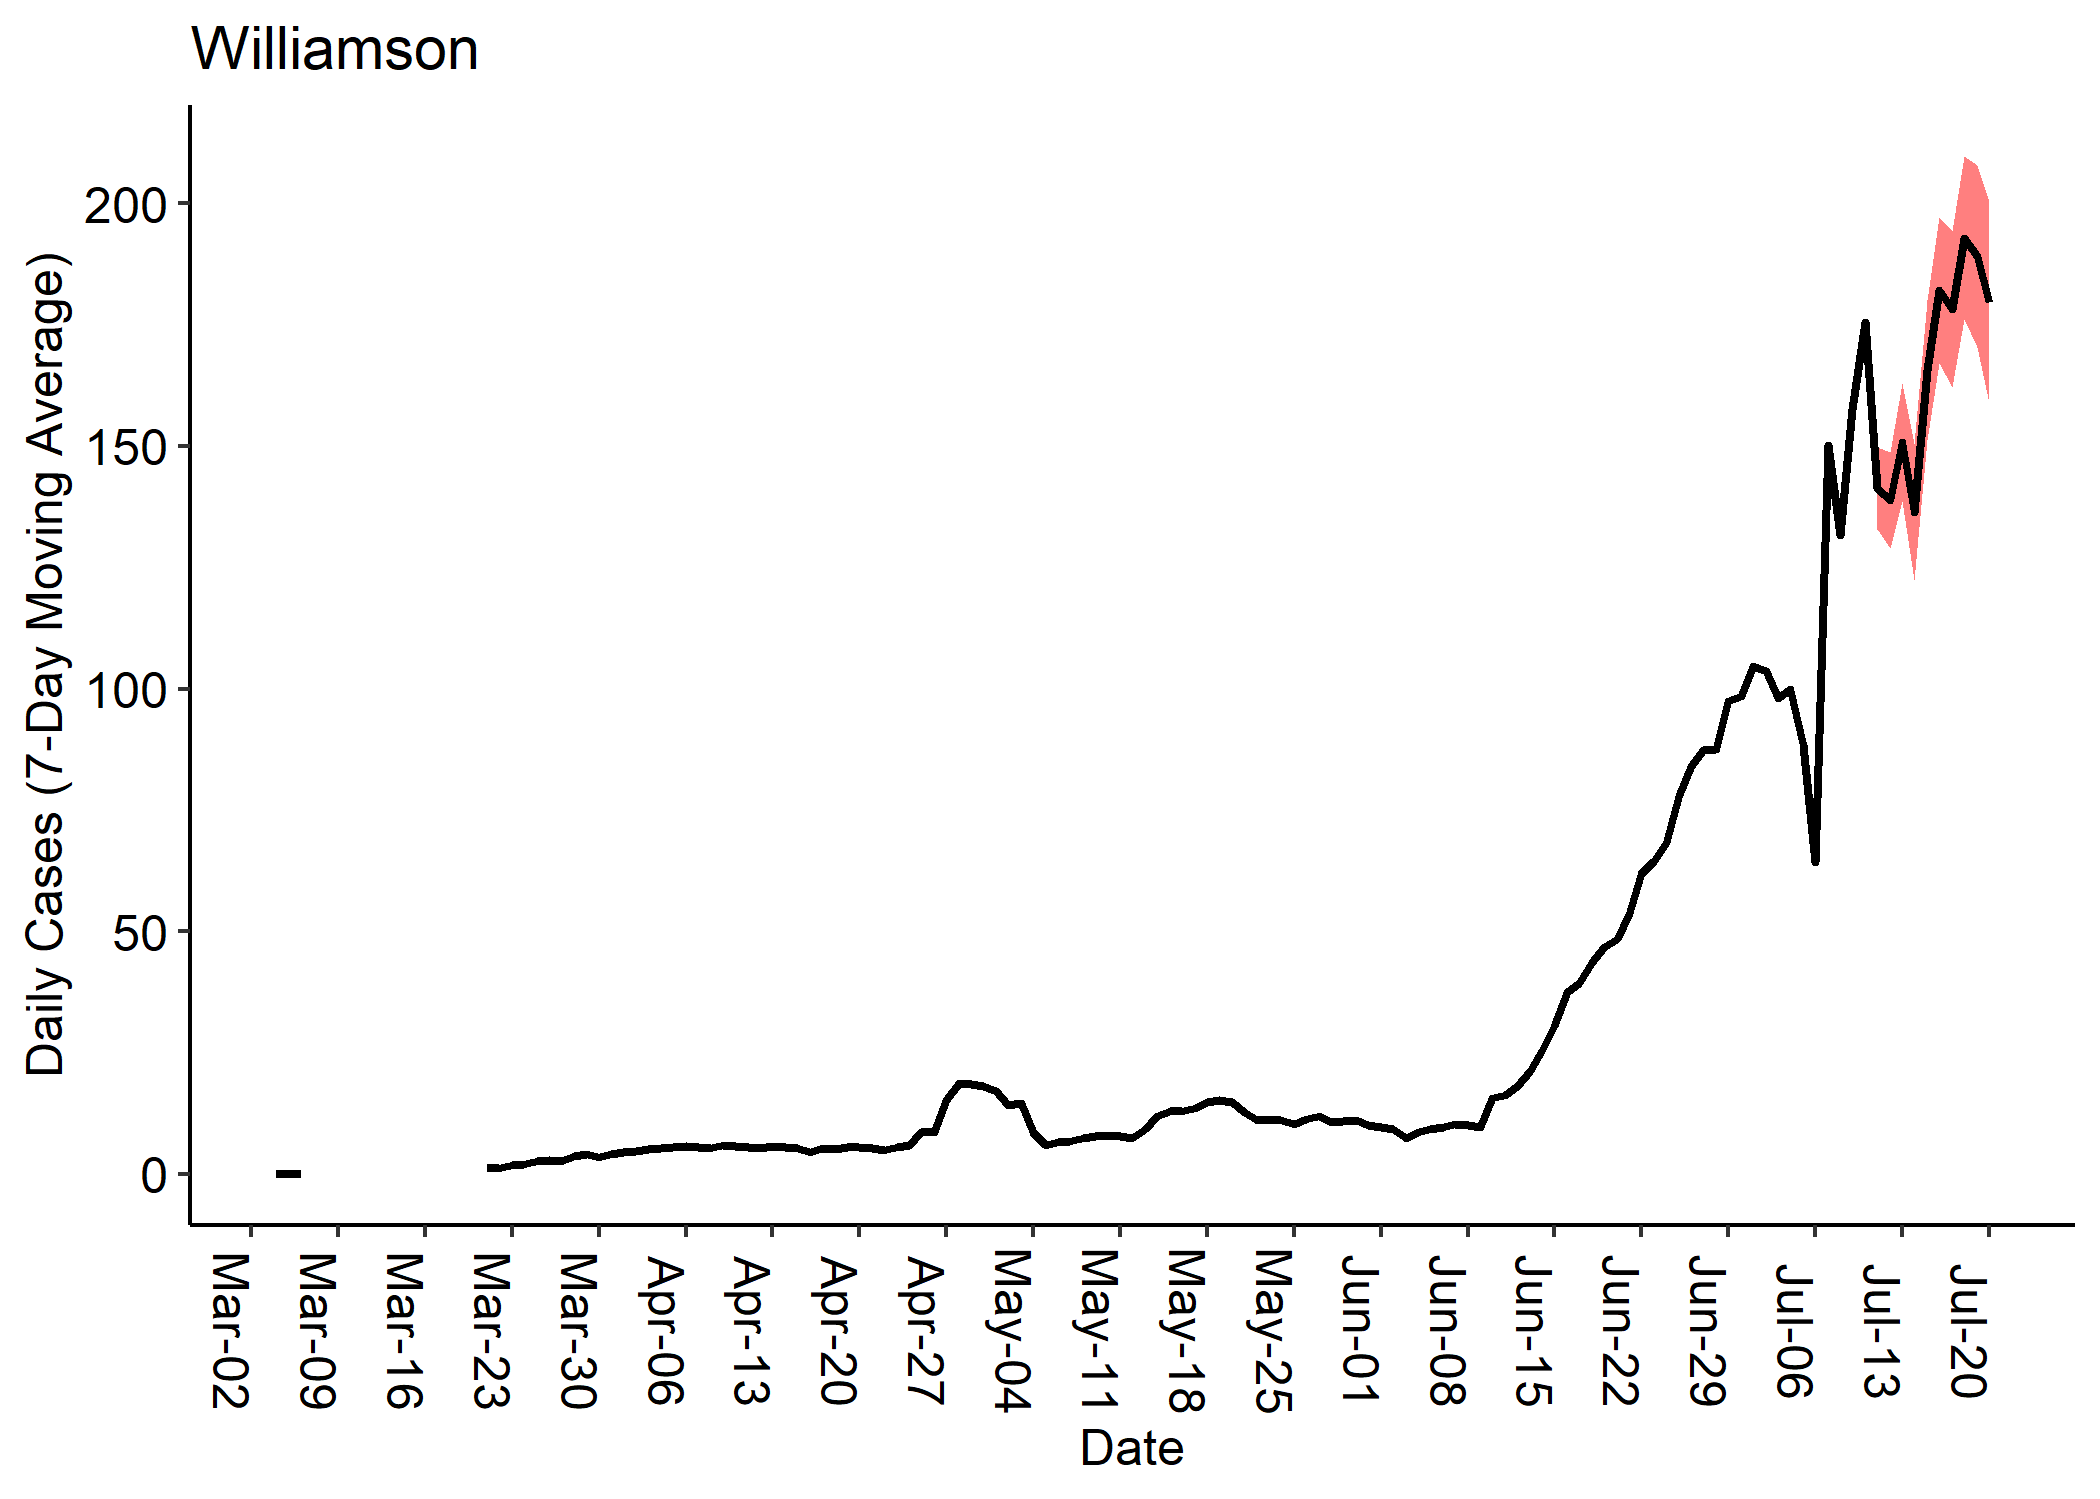 Williamson
Daily Cases (7-Day Moving Average)
200
150
100
50
0
Mar-02
Mar-09
Mar-16
Mar-23
Mar-30
Apr-06
Apr-13
Apr-20
Apr-27
May-04
May-11
May-18
May-25
Jun-01
Jun-08
Jun-15
Jun-22
Jun-29
Jul-06
Jul-13
Jul-20
Date